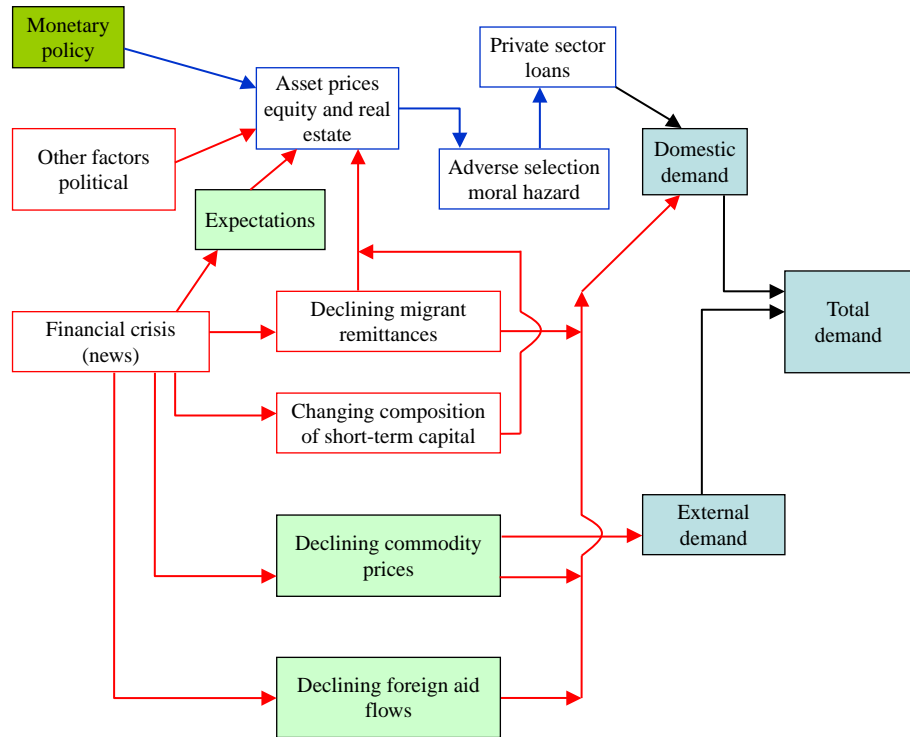 Monetary
policy
Private sector
loans
Asset prices
equity and real
estate
Other factors
political
Adverse selection
moral hazard
Domestic
demand
Expectations
Total
demand
Financial crisis
(news)
Declining migrant
remittances
Changing composition
of short-term capital
External
demand
Declining commodity
prices
Declining foreign aid
flows